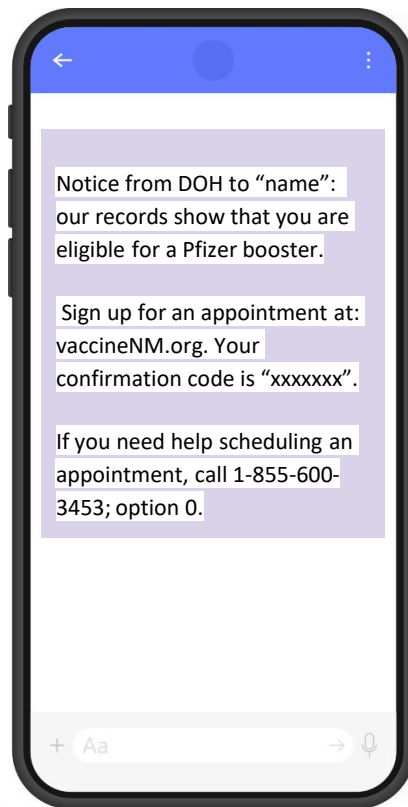 Notice from DOH to “name”:
our records show that you are
eligible for a Pfizer booster.
Sign up for an appointment at:
vaccineNM.org. Your
confirmation code is “xxxxxxx”.
If you need help scheduling an
appointment, call 1-855-600-
3453; option 0.
Aa